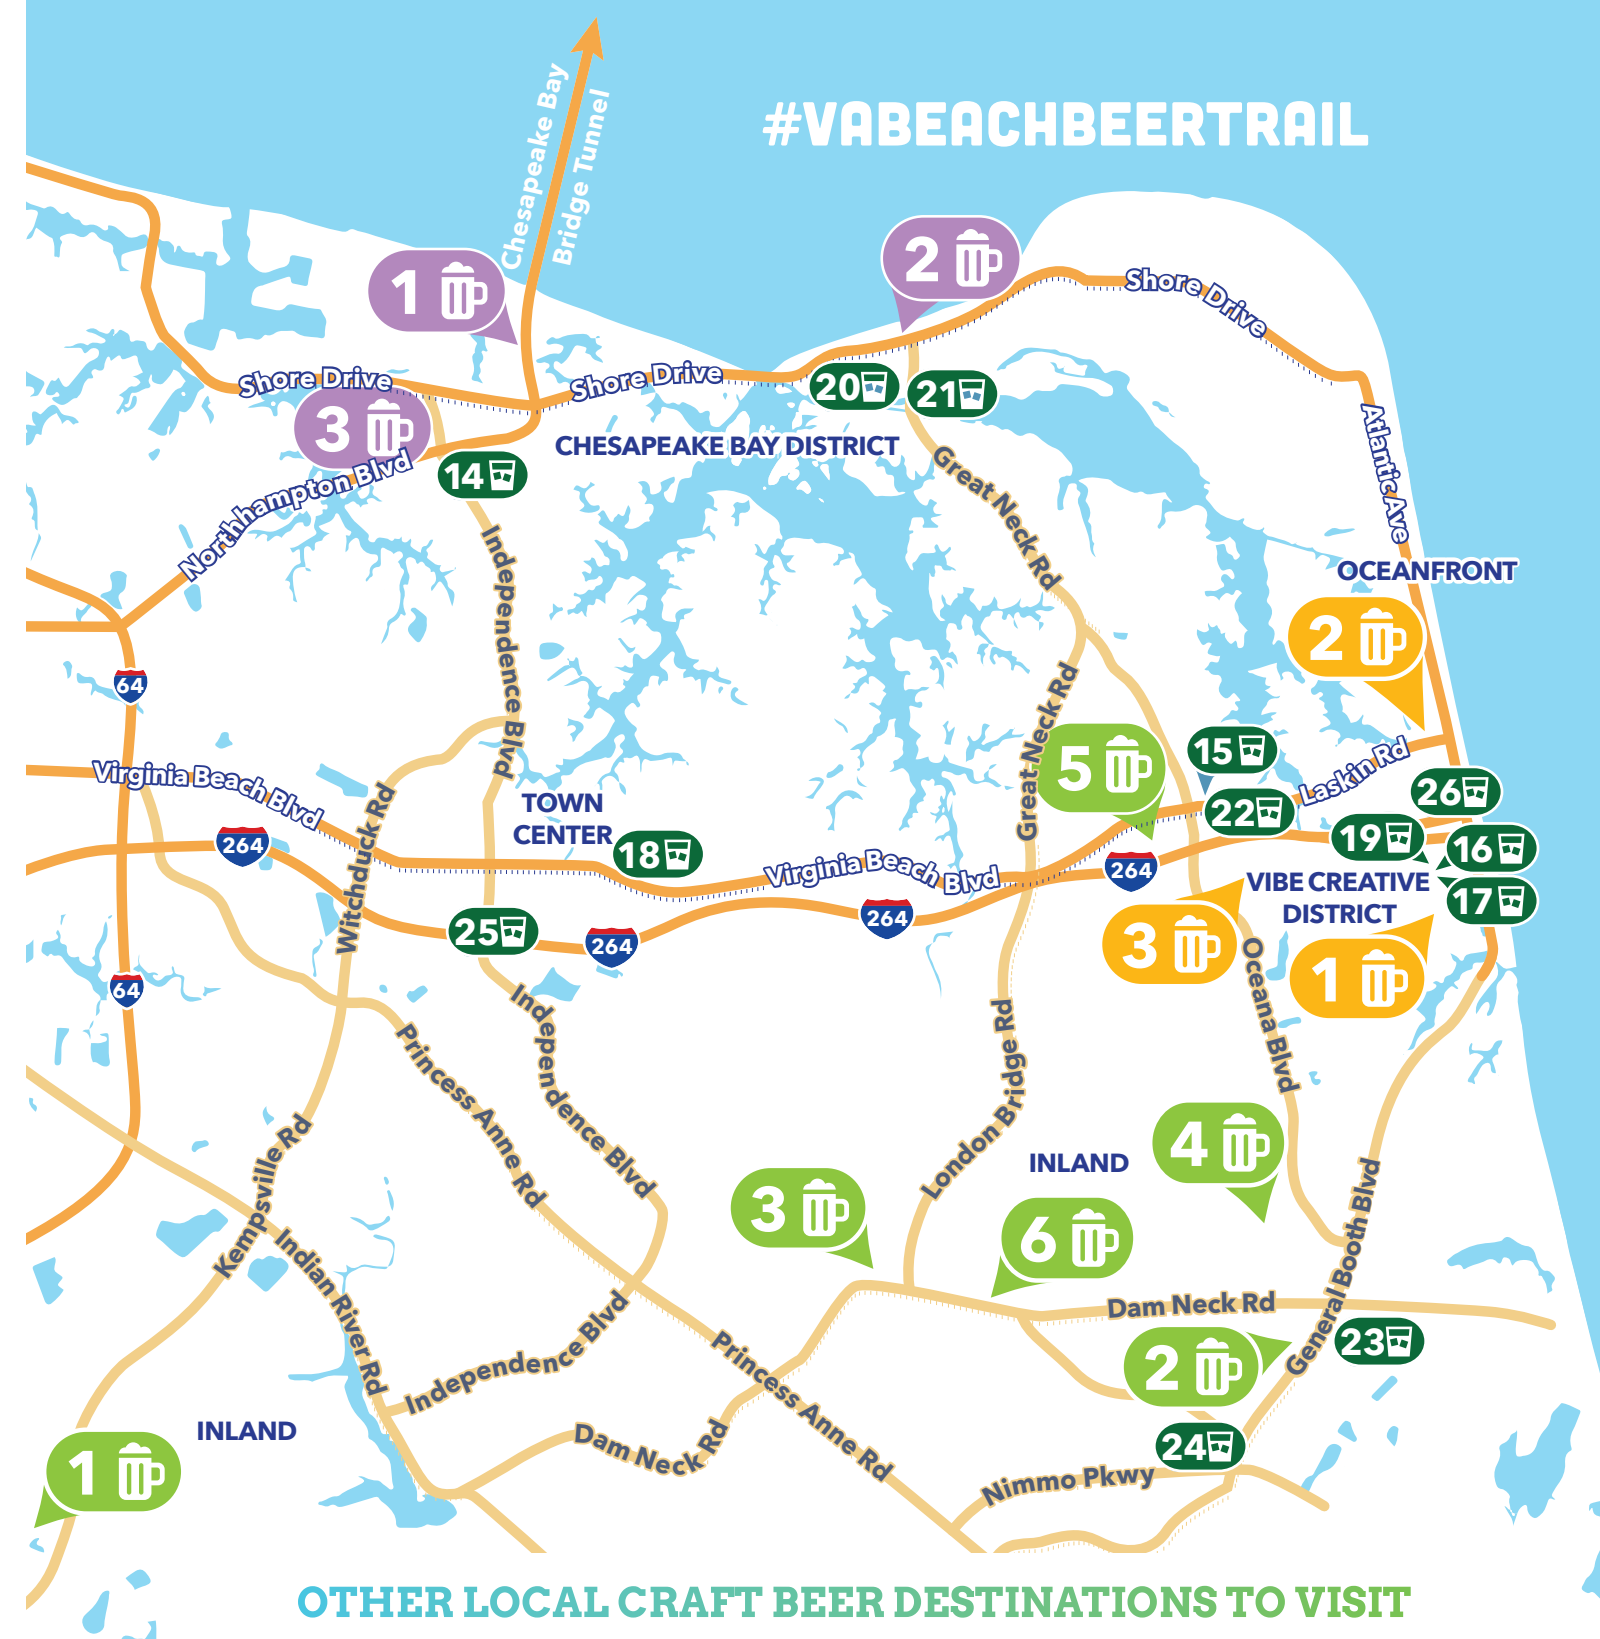 #VABEACHBEERTRAIL
Chesapeake Bay
Bridge Tunnel
1
2
Shore Drive
Shore Drive
Shore Drive
3
20
21
CHESAPEAKE BAY DISTRICT
14
Northhampton Blvd
Great Neck Rd
Atlantic Ave
Independence Blvd
OCEANFRONT
2
64
Great Neck Rd
5
15
Laskin Rd
Virginia Beach Blvd
Witchduck Rd
TOWN
CENTER
26
22
264
18
19
16
Virginia Beach Blvd
264
VIBE CREATIVE
DISTRICT
17
25
264
264
3
1
64
Oceana Blvd
Independence Blvd
Princess Anne Rd
London Bridge Rd
Kempsville Rd
INLAND
4
3
6
General Booth Blvd
Indian River Rd
Dam Neck Rd
Independence Blvd
Princess Anne Rd
2
23
INLAND
Dam Neck Rd
24
1
Nimmo Pkwy
OTHER LOCAL CRAFT BEER DESTINATIONS TO VISIT